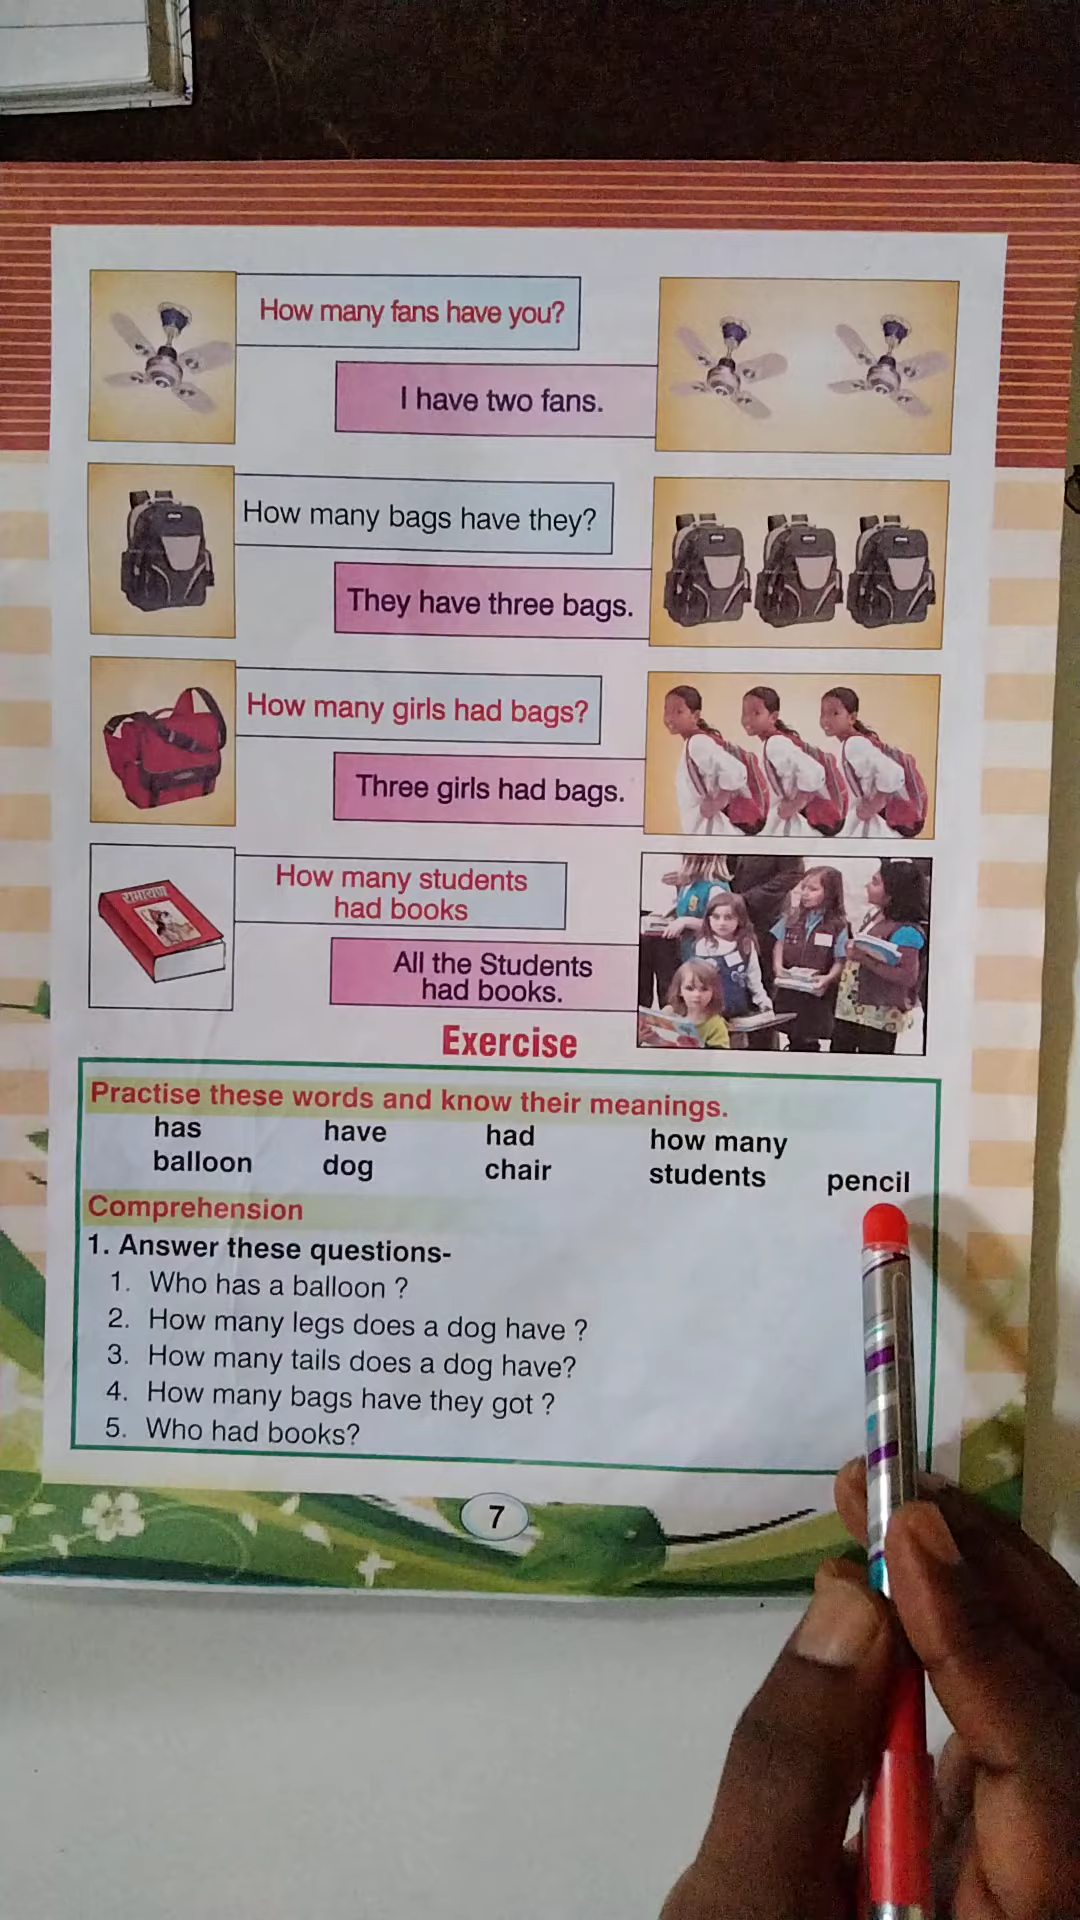 How many fans have you?
I have two fans.
How many bags have they?
They have three bags.
How many girls had bags?
Three girls had bags.
रामायण
How many students
had books
All the Students
had books.
Exercise
Practise these words and know their meanings.
has have had how many
balloon dog chair students pencil
Comprehension
1. Answer these questions-
1. Who has a balloon ?
2. How many legs does a dog have ?
3. How many tails does a dog have?
4. How many bags have they got ?
5. Who had books?
7